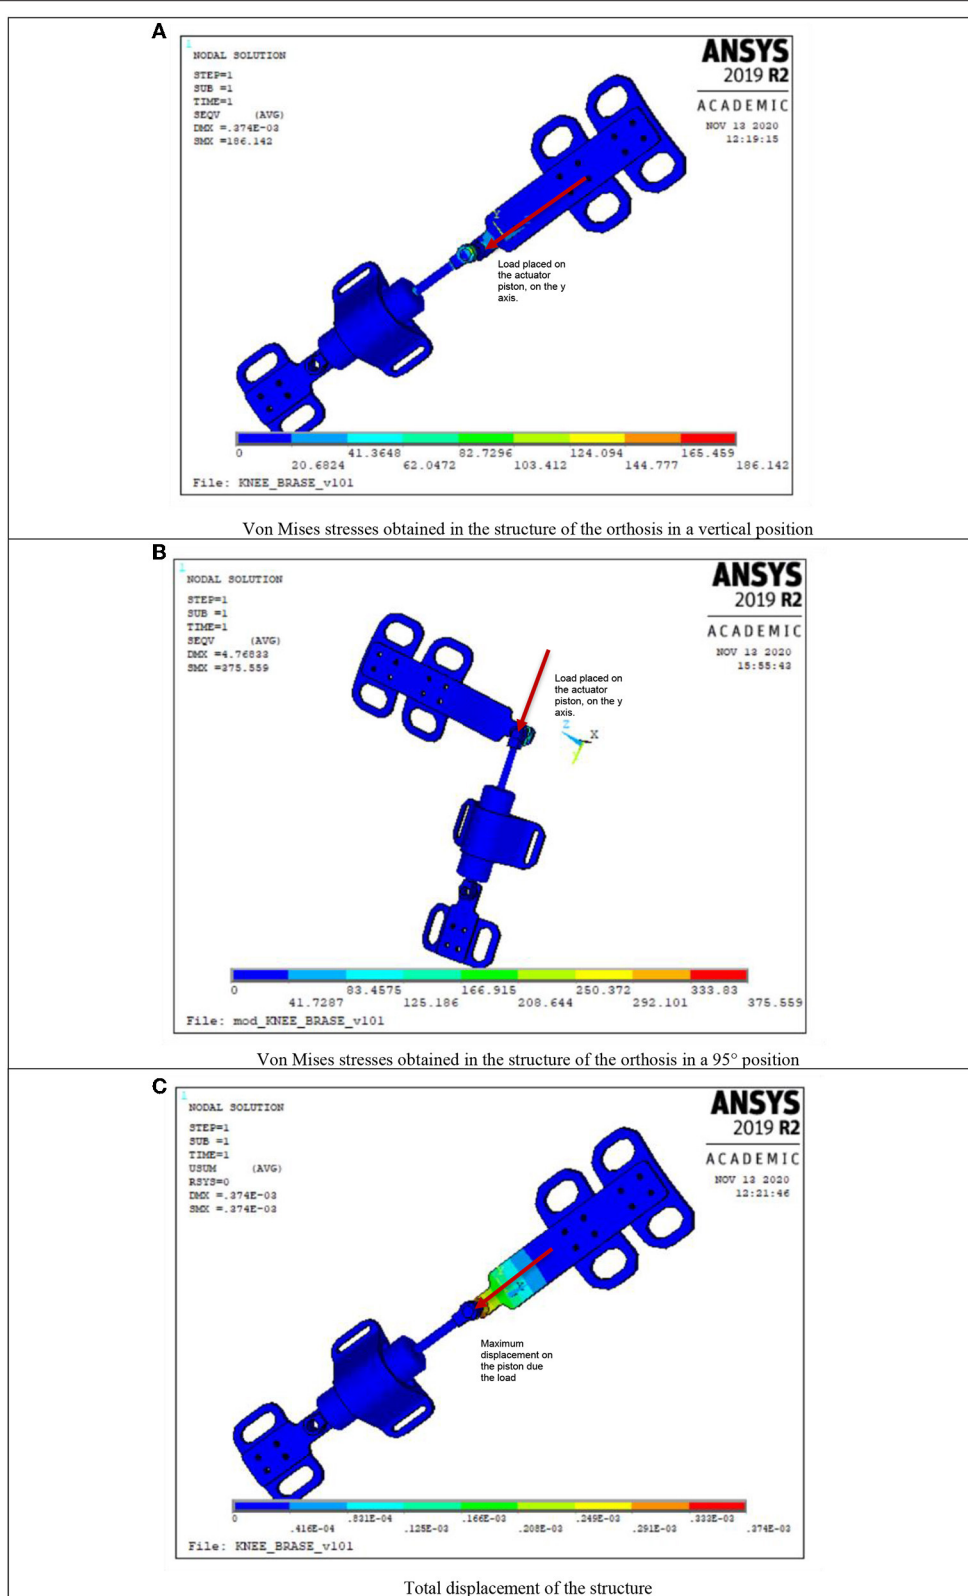 A
1
NODAL SOLUTION
STEP=1
SUB =1
TIME=1
SEQV (AVG)
DMX =.374E-03
SMX =186.142
ANSYS
2019 R2
ACADEMIC
NOV 13 2020
12:19:15
Load placed on
the actuator
piston, on the y
axis.
0 41.3648 82.7296 124.094 165.459
20.6824 62.0472 103.412 144.777 186.142
File: KNEE_BRASE_v101
Von Mises stresses obtained in the structure of the orthosis in a vertical position
B
1
NODAL SOLUTION
STEP=1
SUB =1
TIME=1
SEQV (AVG)
DMX =4.76833
SMX =375.559
ANSYS
2019 R2
ACADEMIC
NOV 13 2020
15:55:43
Load placed on
the actuator
piston, on the y
axis.
Z X
0 83.4575 166.915 250.372 333.83
41.7287 125.186 208.644 292.101 375.559
File: mod_KNEE_BRASE_v101
Von Mises stresses obtained in the structure of the orthosis in a 95° position
C
1
NODAL SOLUTION
STEP=1
SUB =1
TIME=1
USUM (AVG)
RSYS=0
DMX =.374E-03
SMX =.374E-03
ANSYS
2019 R2
ACADEMIC
NOV 13 2020
12:21:46
Maximum
displacement on
the piston due
the load
0 .831E-04 .166E-03 .249E-03 .333E-03
.416E-04 .125E-03 .208E-03 .291E-03 .374E-03
File: KNEE_BRASE_v101
Total displacement of the structure